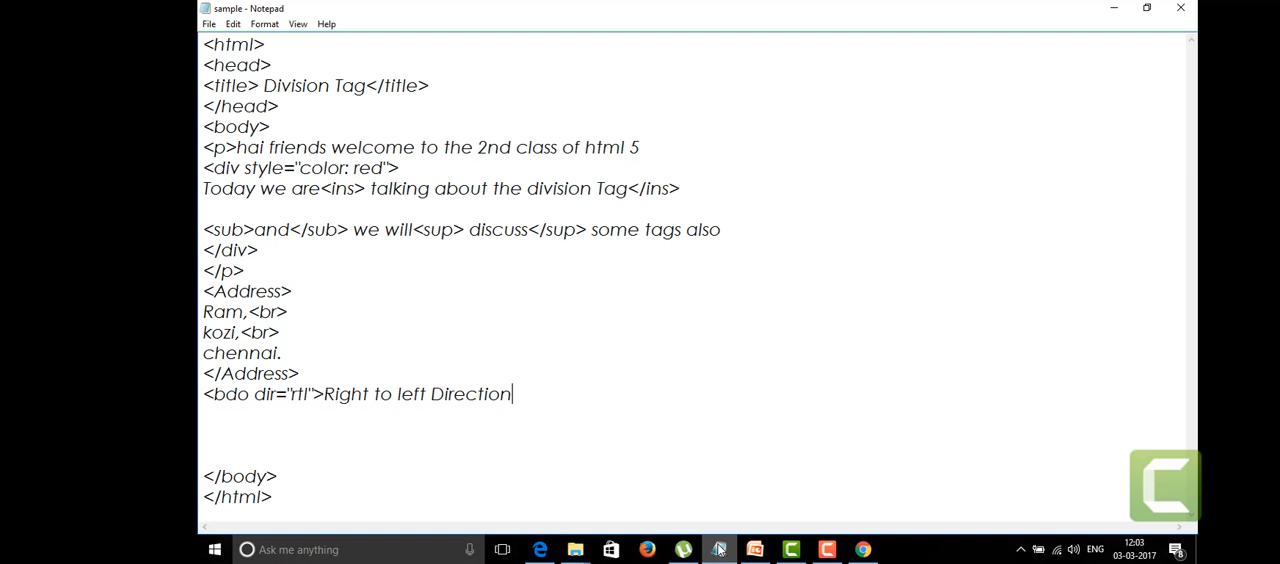 sample - Notepad
File Edit Format View Help
<html>
<head>
<title> Division Tag</title>
</head>
<body>
<p>hai friends welcome to the 2nd class of html 5
<div style="color: red">
Today we are<ins> talking about the division Tag</ins>
<sub>and</sub> we will<sup> discuss</sup> some tags also
</div>
</p>
<Address>
Ram,<br>
kozi,<br>
chennai.
</Address>
<bdo dir="rtl">Right to left Direction
</body>
</html>
Ask me anything
ENG
12:03
03-03-2017
8